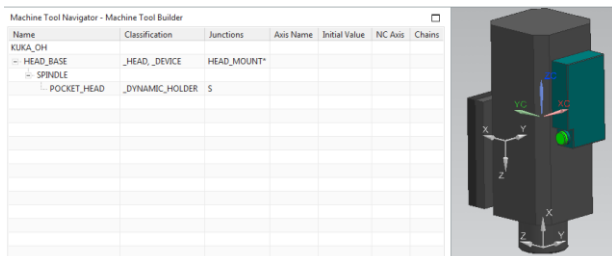 Machine Tool Navigator - Machine Tool Builder
Name Classification Junctions Axis Name Initial Value NC Axis Chains
KUKA_OH
HEAD_BASE _HEAD, _DEVICE HEAD_MOUNT*
SPINDLE
POCKET_HEAD _DYNAMIC_HOLDER S
ZC
YC XC
X Y
Z
X
Z Y